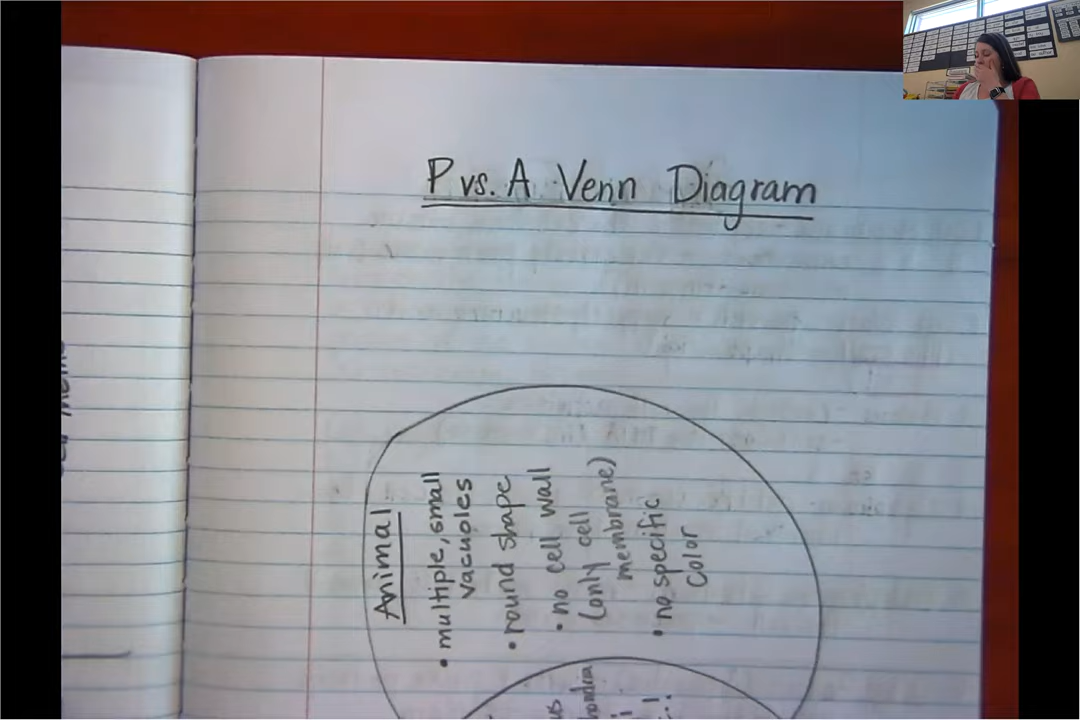 P vs. A Venn Diagram
Animal
• multiple, small
vacuoles
• round shape
• no cell wall
(only cell
membrane)
• no specific
color